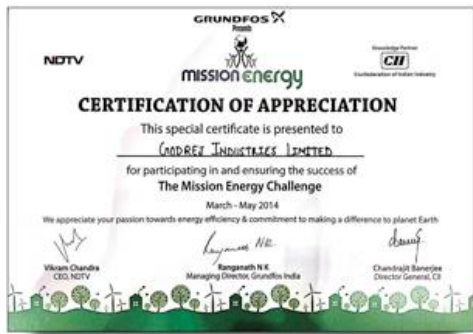 GRUNDFOS
Presents
NDTV
Knowledge Partner
CII
Confederation of Indian Industry
mission energy
CERTIFICATION OF APPRECIATION
This special certificate is presented to
GODREJ INDUSTRIES LIMITED
for participating in and ensuring the success of
The Mission Energy Challenge
March - May 2014
We appreciate your passion towards energy efficiency & commitment to making a difference to planet Earth
Vikram Chandra
CEO, NDTV
Ranganath N K
Managing Director, Grundfos India
Chandrajit Banerjee
Director General, CII